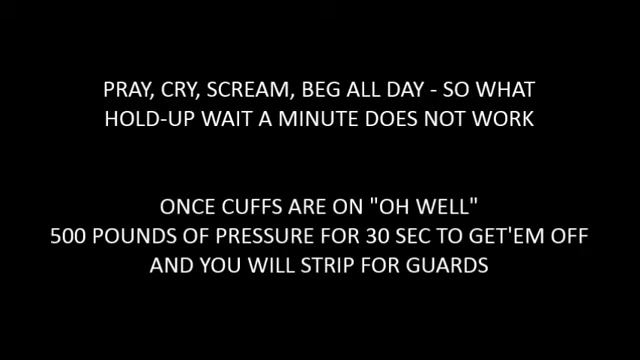 PRAY, CRY, SCREAM, BEG ALL DAY - SO WHAT
HOLD-UP WAIT A MINUTE DOES NOT WORK
ONCE CUFFS ARE ON "OH WELL"
500 POUNDS OF PRESSURE FOR 30 SEC TO GET'EM OFF
AND YOU WILL STRIP FOR GUARDS